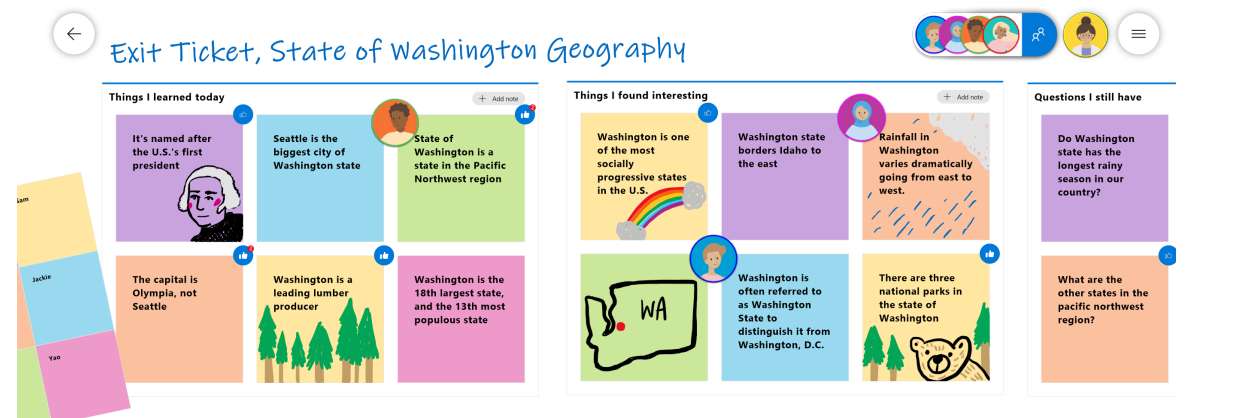 Exit Ticket, State of Washington Geography
Things I learned today
+ Add note
It's named after
the U.S.'s first
president
Seattle is the
biggest city of
Washington state
2
State of
Washington is a
state in the Pacific
Northwest region
2
The capital is
Olympia, not
Seattle
Washington is a
leading lumber
producer
Washington is the
18th largest state,
and the 13th most
populous state
Things I found interesting
+ Add note
Washington is one
of the most
socially
progressive states
in the U.S.
Washington state
borders Idaho to
the east
Rainfall in
Washington
varies dramatically
going from east to
west.
WA
Washington is
often referred to
as Washington
State to
distinguish it from
Washington, D.C.
There are three
national parks in
the state of
Washington
Questions I still have
Do Washington
state has the
longest rainy
season in our
country?
What are the
other states in the
pacific northwest
region?
Sam
Jackie
Yao